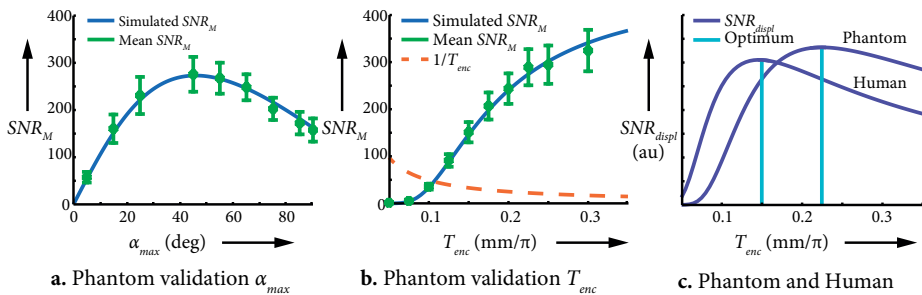 400
300
200
100
0
SNR_M
Simulated SNR_M
Mean SNR_M
0 20 40 60 80
α_max (deg)
a. Phantom validation α_max
400
300
200
100
0
SNR_M
Simulated SNR_M
Mean SNR_M
1/T_enc
0.1 0.2 0.3
T_enc (mm/π)
b. Phantom validation T_enc
SNR_displ
(au)
SNR_displ
Optimum
Phantom
Human
0.1 0.2 0.3
T_enc (mm/π)
c. Phantom and Human